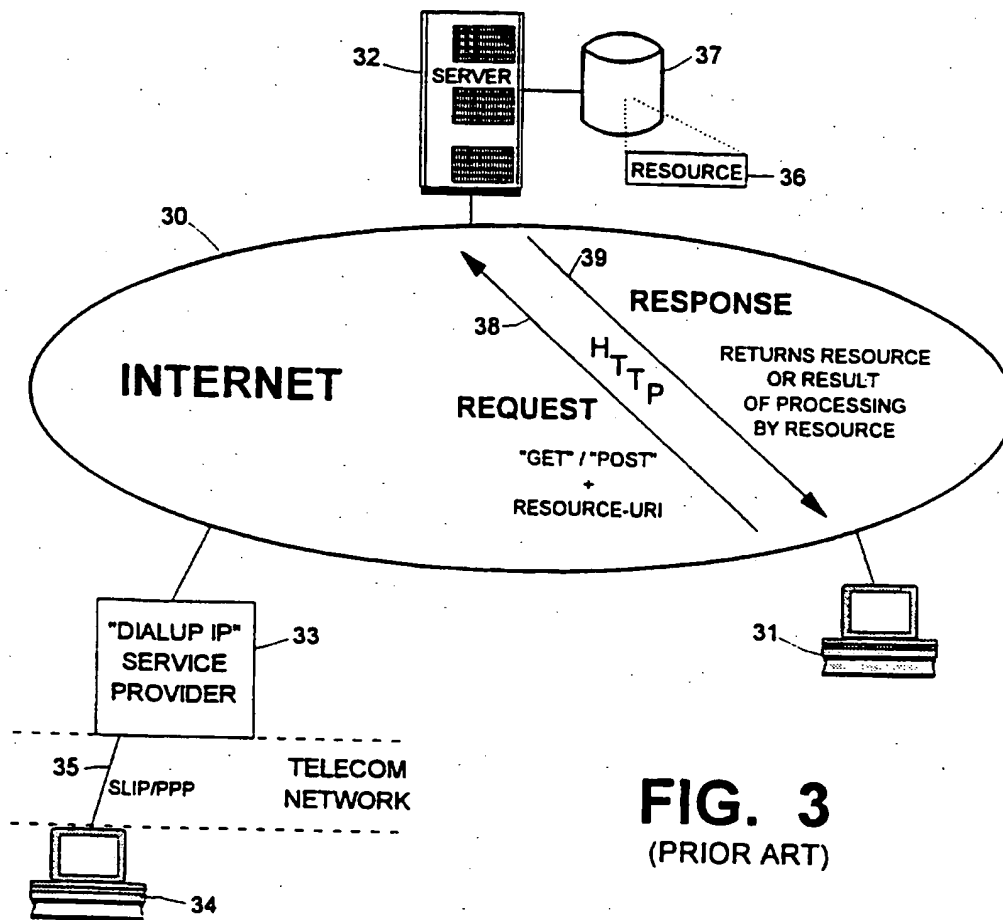 32
SERVER
37
RESOURCE
36
30
39
RESPONSE
38
HTTP
RETURNS RESOURCE
OR RESULT
OF PROCESSING
BY RESOURCE
INTERNET
REQUEST
"GET" / "POST"
+
RESOURCE-URI
"DIALUP IP"
SERVICE
PROVIDER
33
31
35
SLIP/PPP
TELECOM
NETWORK
34
FIG. 3
(PRIOR ART)